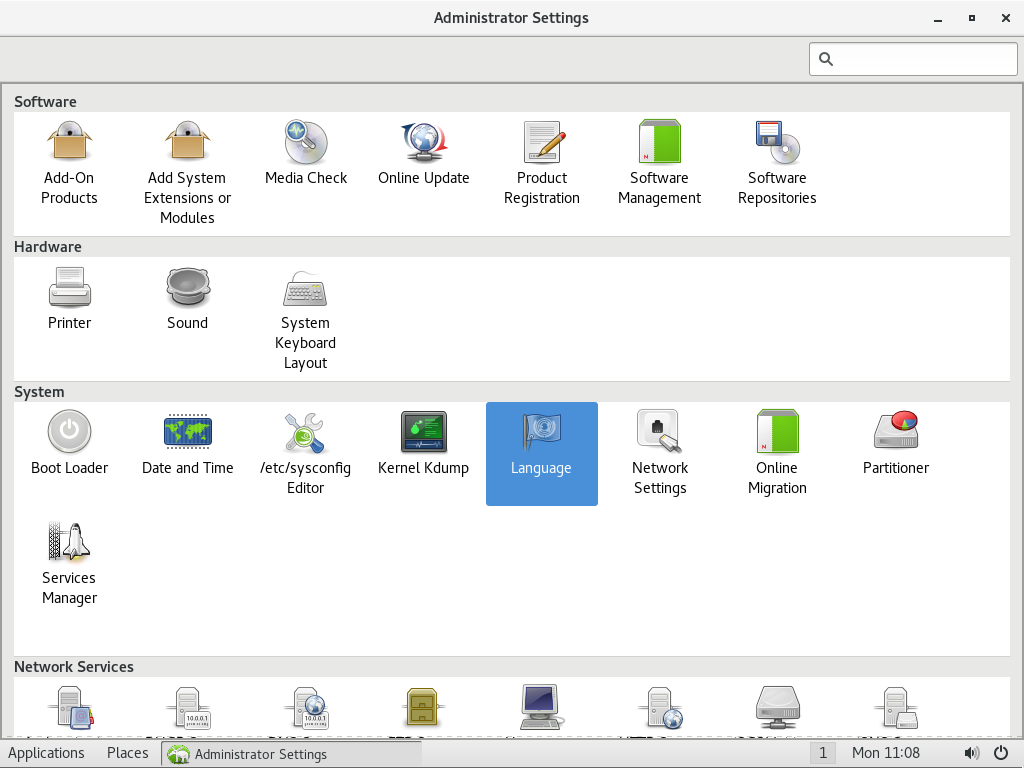 Administrator Settings
Software
Add-On
Products
Add System
Extensions or
Modules
Media Check
Online Update
Product
Registration
Software
Management
Software
Repositories
Hardware
Printer
Sound
System
Keyboard
Layout
System
Boot Loader
Date and Time
/etc/sysconfig
Editor
Kernel Kdump
Language
Network
Settings
Online
Migration
Partitioner
Services
Manager
Network Services
Applications
Places
Administrator Settings
1
Mon 11:08